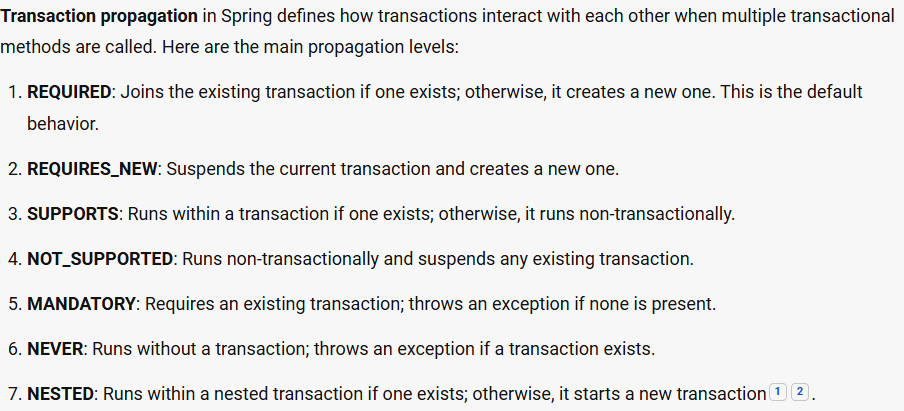 Transaction propagation in Spring defines how transactions interact with each other when multiple transactional
methods are called. Here are the main propagation levels:
1. REQUIRED: Joins the existing transaction if one exists; otherwise, it creates a new one. This is the default
behavior.
2. REQUIRES_NEW: Suspends the current transaction and creates a new one.
3. SUPPORTS: Runs within a transaction if one exists; otherwise, it runs non-transactionally.
4. NOT_SUPPORTED: Runs non-transactionally and suspends any existing transaction.
5. MANDATORY: Requires an existing transaction; throws an exception if none is present.
6. NEVER: Runs without a transaction; throws an exception if a transaction exists.
7. NESTED: Runs within a nested transaction if one exists; otherwise, it starts a new transaction 1 2 .